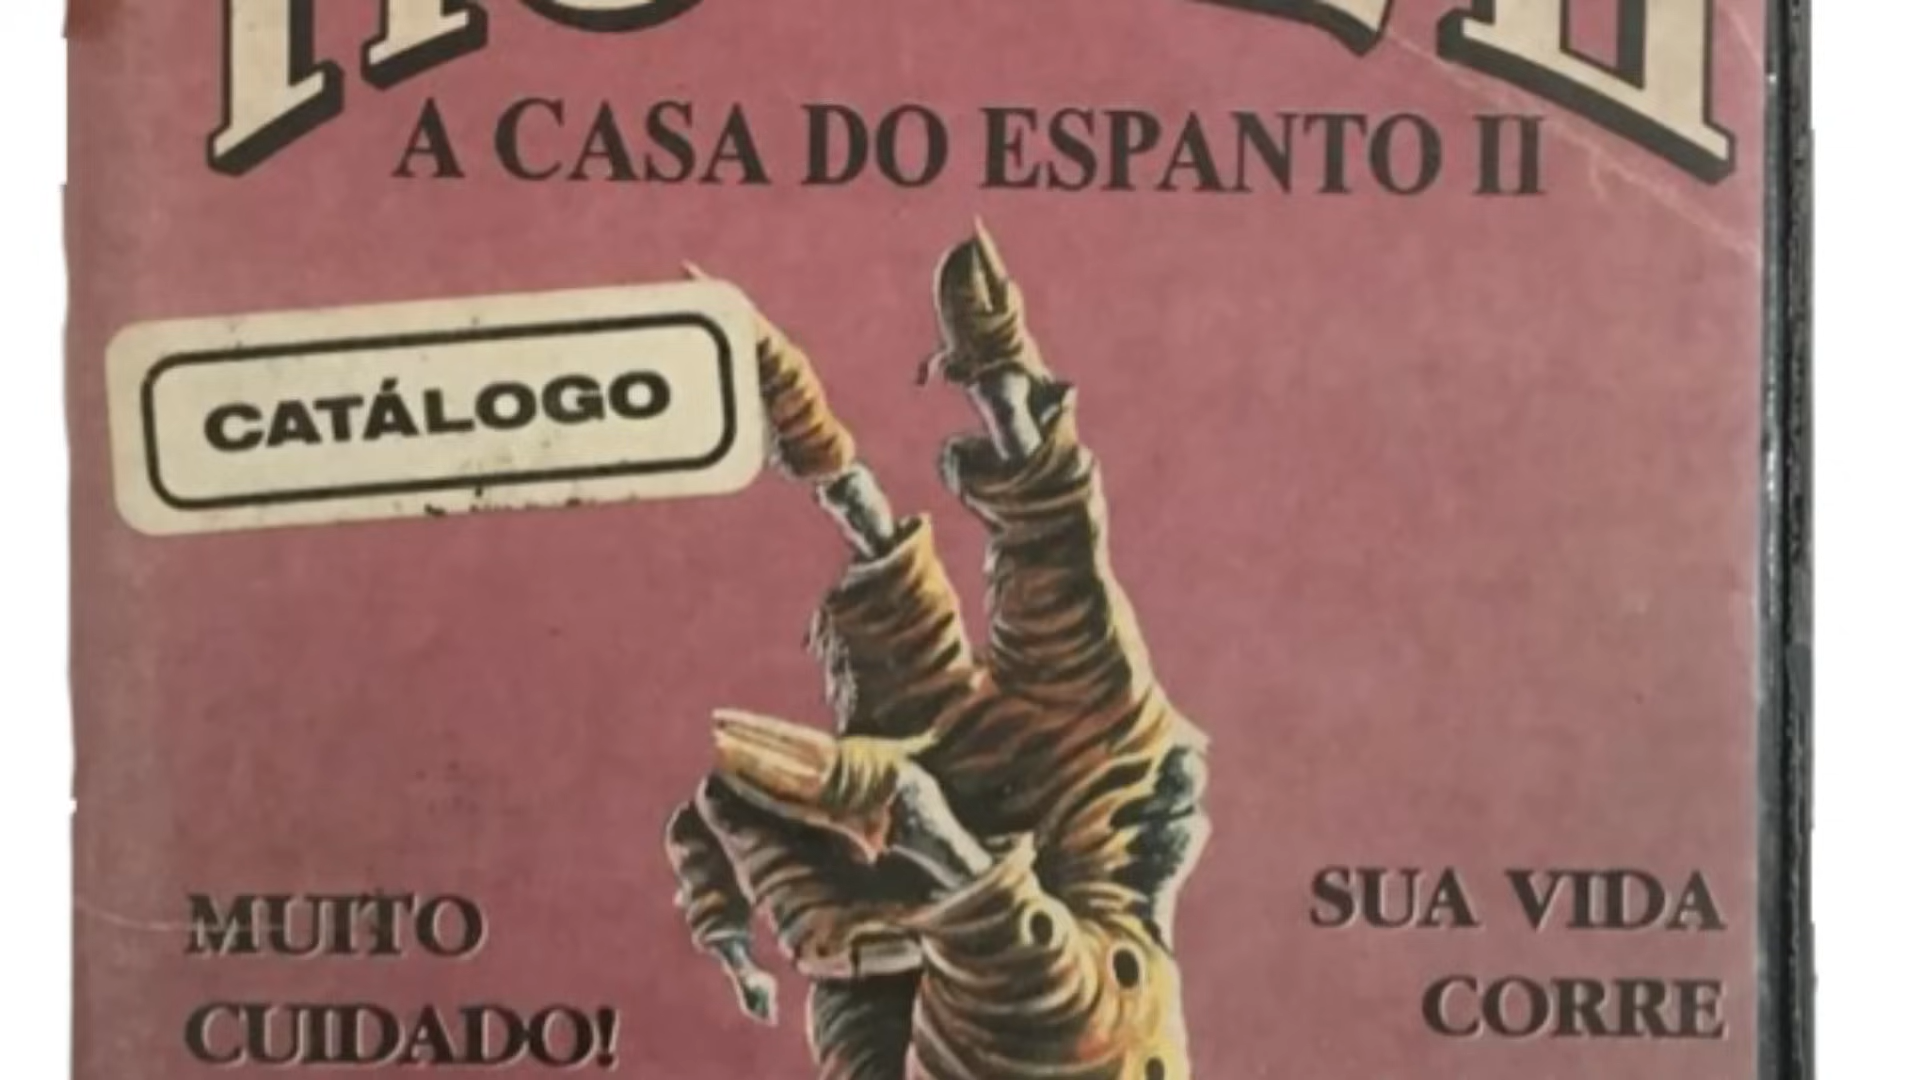 A CASA DO ESPANTO II
CATÁLOGO
MUITO
CUIDADO!
SUA VIDA
CORRE